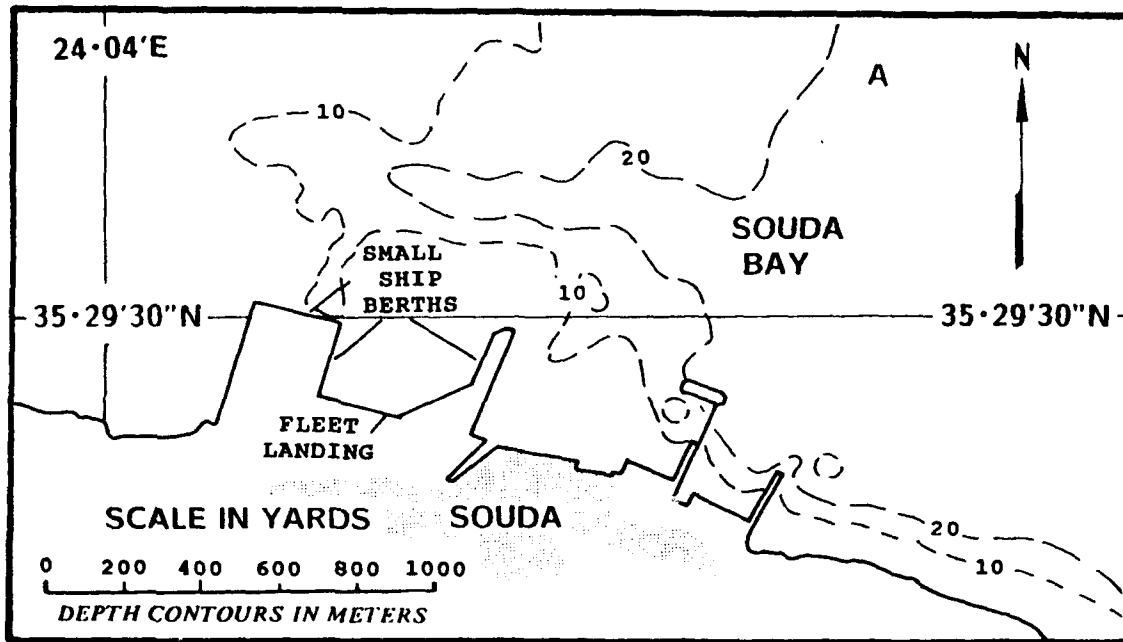 24·04'E
N
A
10
20
SOUDA
BAY
SMALL
SHIP
BERTHS
10
35·29'30"N
35·29'30"N
FLEET
LANDING
SCALE IN YARDS
SOUDA
20
10
0 200 400 600 800 1000
DEPTH CONTOURS IN METERS